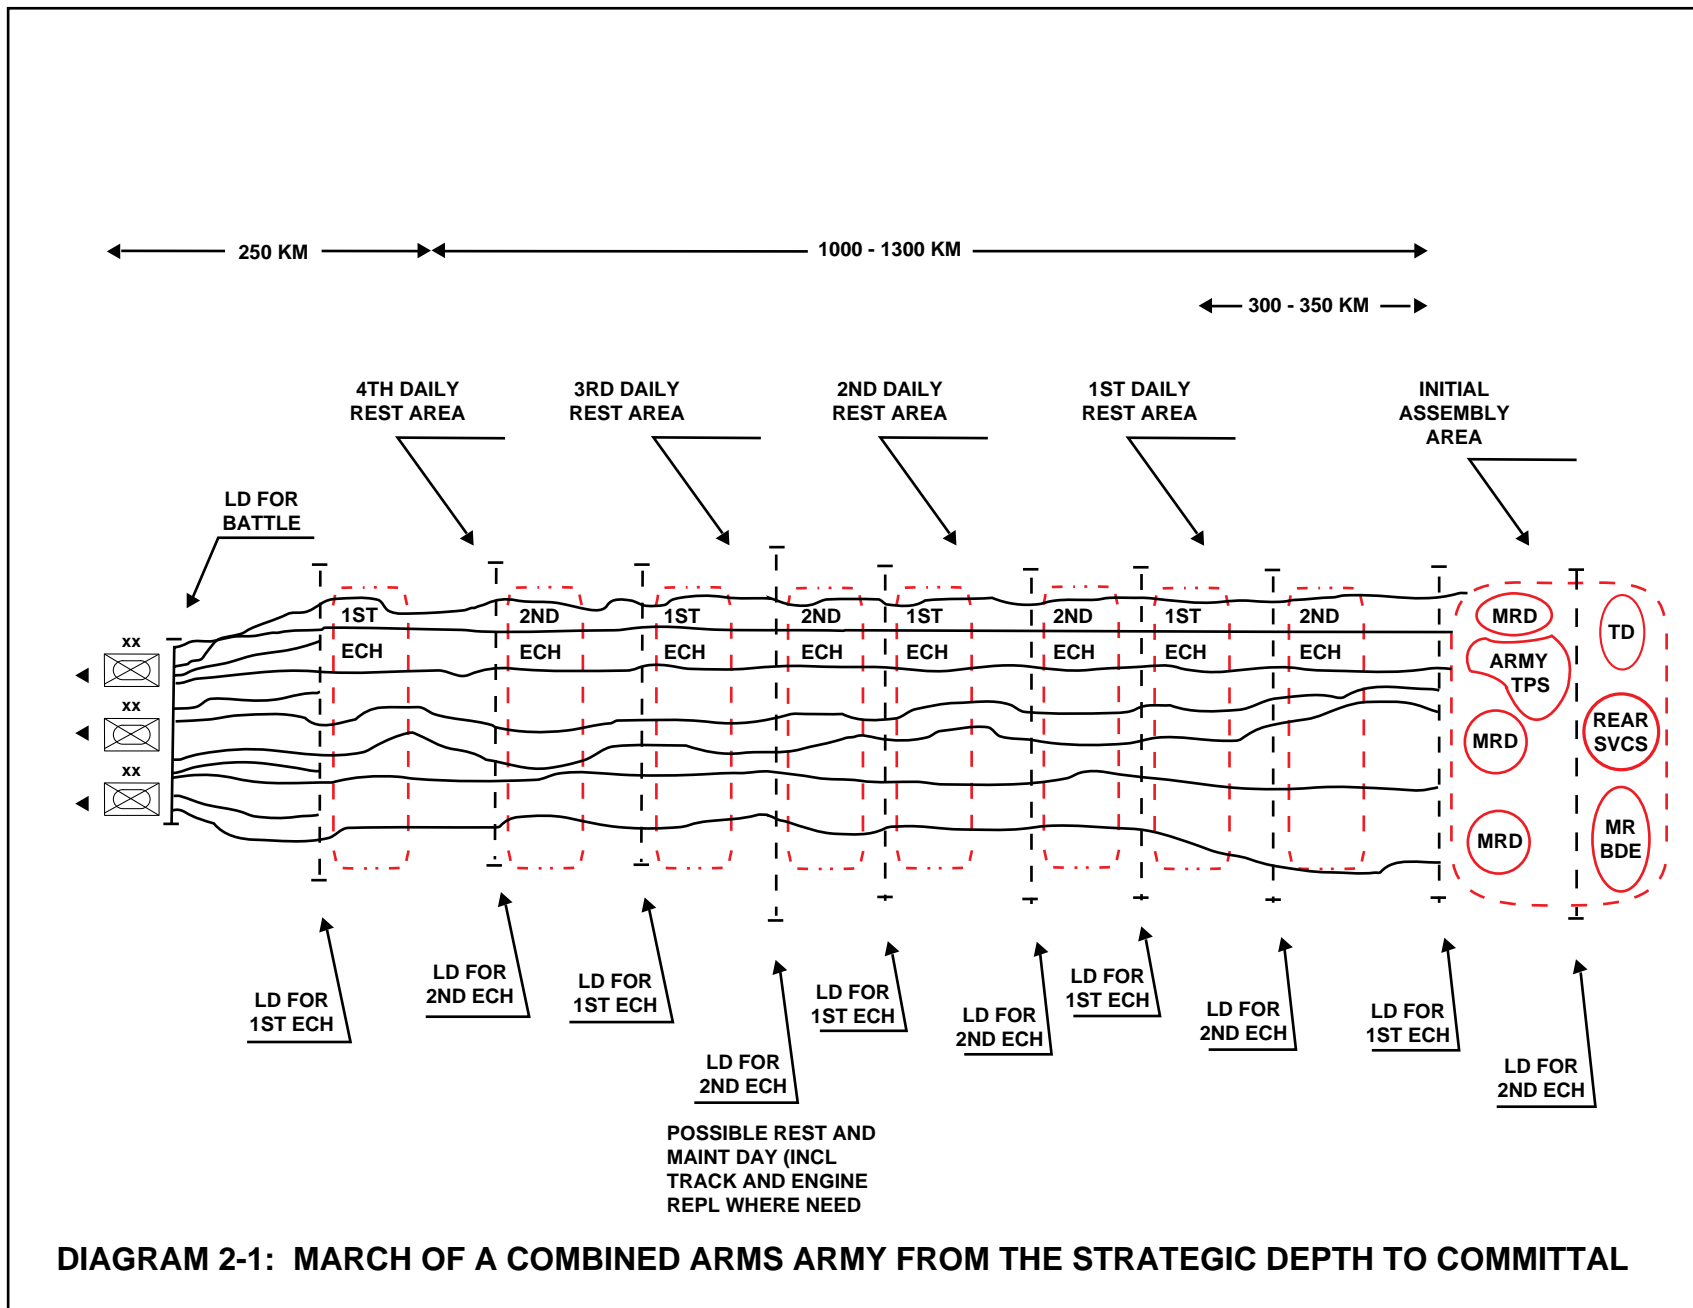 250 KM
1000 - 1300 KM
300 - 350 KM
4TH DAILY
REST AREA
3RD DAILY
REST AREA
2ND DAILY
REST AREA
1ST DAILY
REST AREA
INITIAL
ASSEMBLY
AREA
LD FOR
BATTLE
xx
xx
xx
1ST
ECH
2ND
ECH
1ST
ECH
2ND
ECH
1ST
ECH
2ND
ECH
1ST
ECH
2ND
ECH
MRD
ARMY
TPS
MRD
MRD
TD
REAR
SVCS
MR
BDE
LD FOR
1ST ECH
LD FOR
2ND ECH
LD FOR
1ST ECH
LD FOR
2ND ECH
LD FOR
1ST ECH
LD FOR
2ND ECH
LD FOR
1ST ECH
LD FOR
2ND ECH
LD FOR
1ST ECH
LD FOR
2ND ECH
POSSIBLE REST AND
MAINT DAY (INCL
TRACK AND ENGINE
REPL WHERE NEED
DIAGRAM 2-1: MARCH OF A COMBINED ARMS ARMY FROM THE STRATEGIC DEPTH TO COMMITTAL